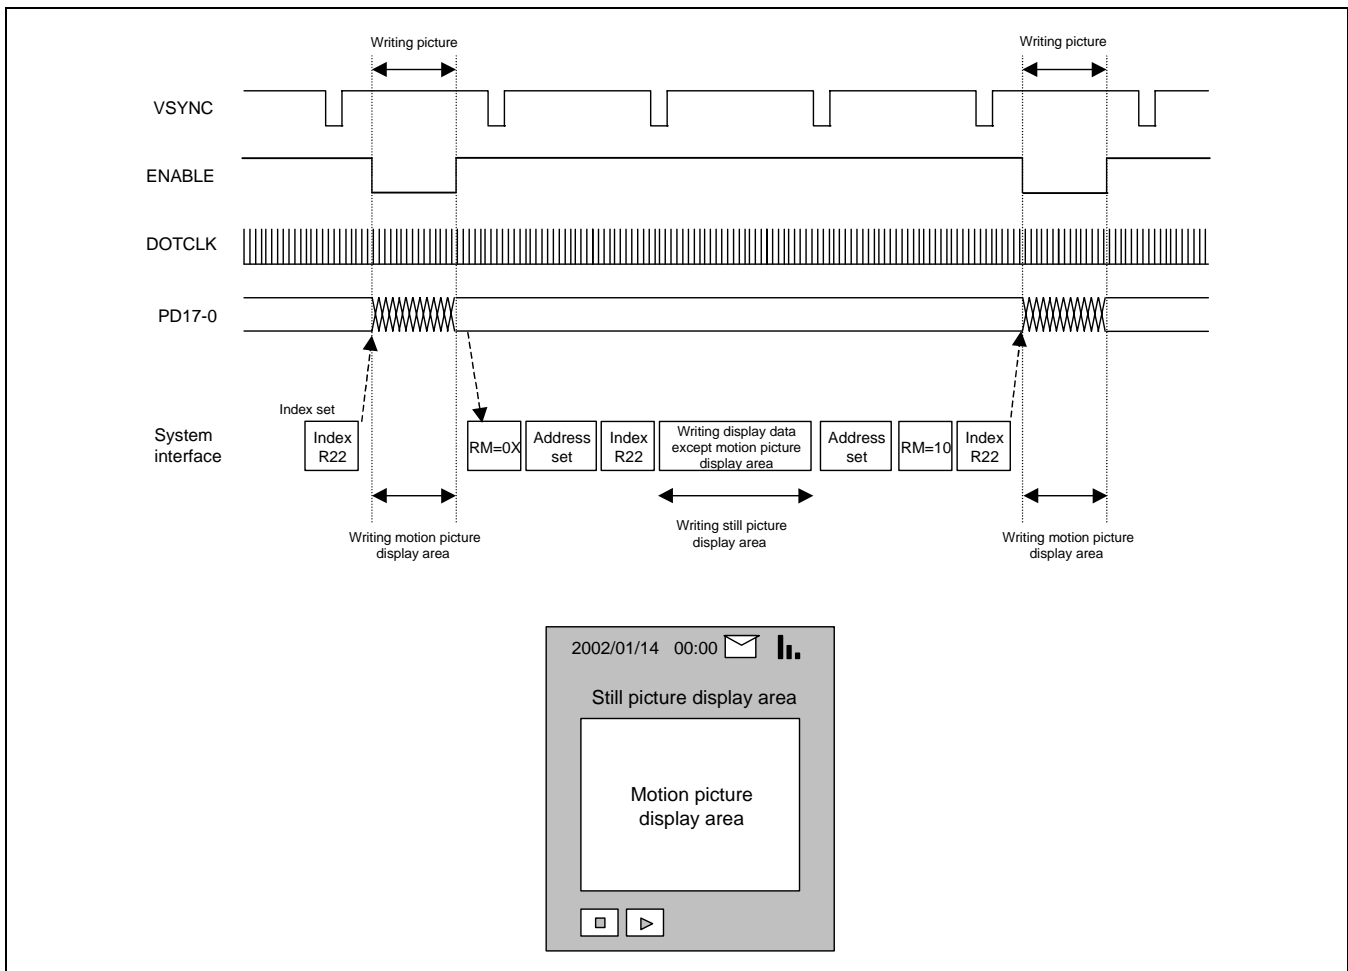 Writing picture
Writing picture
VSYNC
ENABLE
DOTCLK
PD17-0
Index set
System
interface
Index
R22
RM=0X
Address
set
Index
R22
Writing display data
except motion picture
display area
Address
set
RM=10
Index
R22
Writing motion picture
display area
Writing still picture
display area
Writing motion picture
display area
2002/01/14 00:00
Still picture display area
Motion picture
display area